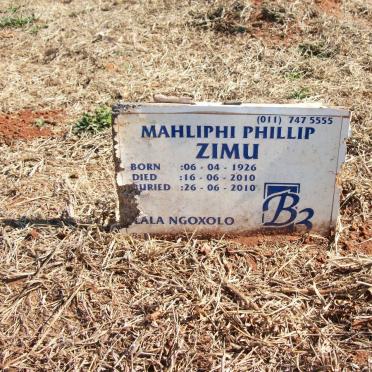 (011) 747 5555
MAHLIPHI PHILLIP
ZIMU
BORN :06 - 04 - 1926
DIED :16 - 06 - 2010
BURIED :26 - 06 - 2010
LALA NGOXOLO
B3